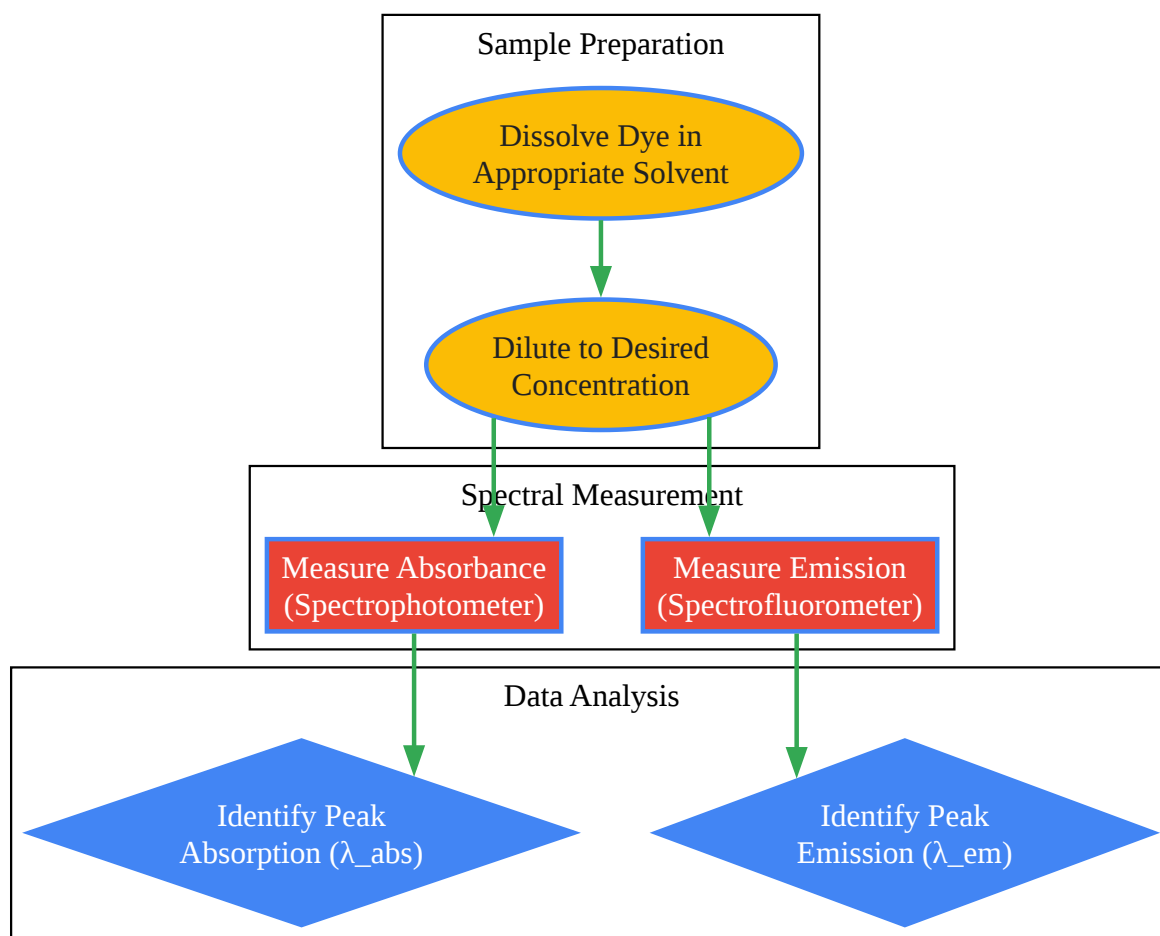 Sample Preparation
Dissolve Dye in
Appropriate Solvent
Dilute to Desired
Concentration
Spectral Measurement
Measure Absorbance
(Spectrophotometer)
Measure Emission
(Spectrofluorometer)
Data Analysis
Identify Peak
Absorption (λ_abs)
Identify Peak
Emission (λ_em)